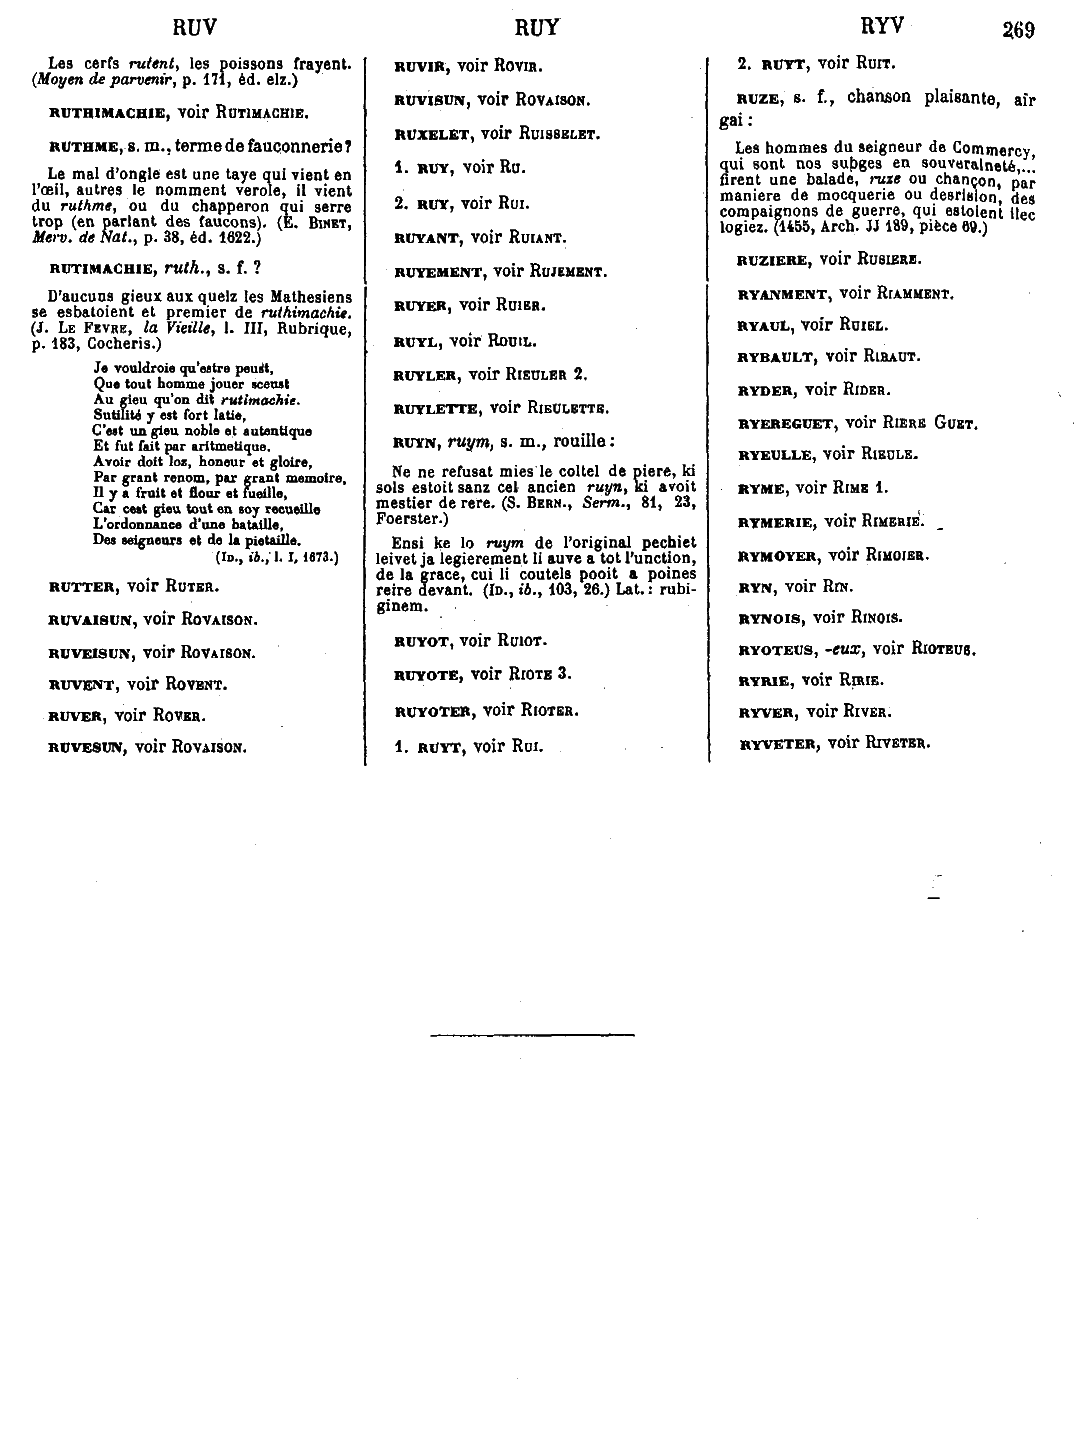 RUV RUY RYV 269
Les cerfs rutent, les poissons frayent.
(Moyen de parvenir, p. 171, éd. elz.)
RUTHIMACHIE, voir RUTIMACHIE.
RUTHME, s. m., terme de fauconnerie?
Le mal d'ongle est une taye qui vient en
l'œil, autres le nomment verole, il vient
du ruthme, ou du chapperon qui serre
trop (en parlant des faucons). (E. BINET,
Merv. de Nat., p. 38, éd. 1622.)
RUTIMACHIE, ruth., s. f. ?
D'aucuns gieux aux quelz les Mathesiens
se esbatoient et premier de ruthimachie.
(J. LE FEVRE, la Vieille, l. III, Rubrique,
p. 183, Cocheris.)
Je vouldroie qu'estre peust,
Que tout homme jouer sceust
Au gieu qu'on dit rutimachie.
Sutilité y est fort latie,
C'est un gieu noble et autentique
Et fut fait par aritmetique.
Avoir doit loz, honeur et gloire,
Par grant renom, par grant memoire,
Il y a fruit et flour et fueille,
Car cest gieu tout en soy recueille
L'ordonnance d'une bataille,
Des seigneurs et de la pietaille.
(ID., ib., l. I, 1673.)
RUTTER, voir RUTER.
RUVAISUN, voir ROVAISON.
RUVEISUN, voir ROVAISON.
RUVENT, voir ROVENT.
RUVER, voir ROVER.
RUVESUN, voir ROVAISON.
RUVIR, voir ROVIR.
RUVISUN, voir ROVAISON.
RUXELET, voir RUISSELET.
1. RUY, voir RU.
2. RUY, voir RUI.
RUYANT, voir RUIANT.
RUYEMENT, voir RUJEMENT.
RUYER, voir RUIER.
RUYL, voir ROUIL.
RUYLER, voir RIEULER 2.
RUYLETTE, voir RIEULETTE.
RUYN, ruym, s. m., rouille :
Ne ne refusat mies le coltel de piere, ki
sols estoit sanz cel ancien ruyn, ki avoit
mestier de rere. (S. BERN., Serm., 81, 23,
Foerster.)
Ensi ke lo ruym de l'original pechiet
leivet ja legierement li auve a tot l'unction,
de la grace, cui li coutels pooit a poines
reire devant. (ID., ib., 103, 26.) Lat. : rubi-
ginem.
RUYOT, voir RUIOT.
RUYOTE, voir RIOTE 3.
RUYOTER, voir RIOTER.
1. RUYT, voir RUI.
2. RUYT, voir RUIT.
RUZE, s. f., chanson plaisante, air
gai :
Les hommes du seigneur de Commercy,
qui sont nos subges en souveraineté,...
firent une balade, ruze ou chançon, par
maniere de mocquerie ou desrision, des
compaignons de guerre, qui estoient ilec
logiez. (1455, Arch. JJ 189, pièce 69.)
RUZIERE, voir RUSIERE.
RYANMENT, voir RIAMMENT.
RYAUL, voir ROIEL.
RYBAULT, voir RIBAUT.
RYDER, voir RIDER.
RYEREGUET, voir RIERE GUET.
RYEULLE, voir RIEULE.
RYME, voir RIME 1.
RYMERIE, voir RIMERIE.
RYMOYER, voir RIMOIER.
RYN, voir RIN.
RYNOIS, voir RINOIS.
RYOTEUS, -eux, voir RIOTEUS.
RYRIE, voir RIRIE.
RYVER, voir RIVER.
RYVETER, voir RIVETER.